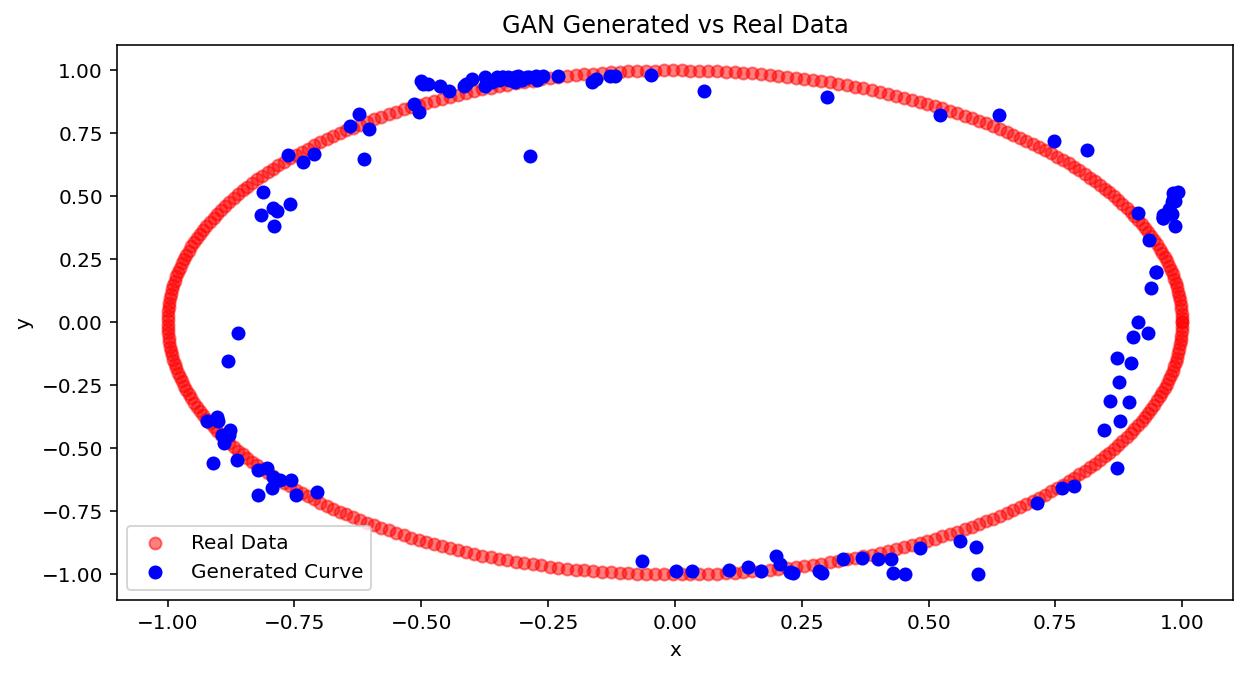 GAN Generated vs Real Data
1.00
0.75
0.50
0.25
0.00
−0.25
−0.50
−0.75
−1.00
y
Real Data
Generated Curve
−1.00 −0.75 −0.50 −0.25 0.00 0.25 0.50 0.75 1.00
x